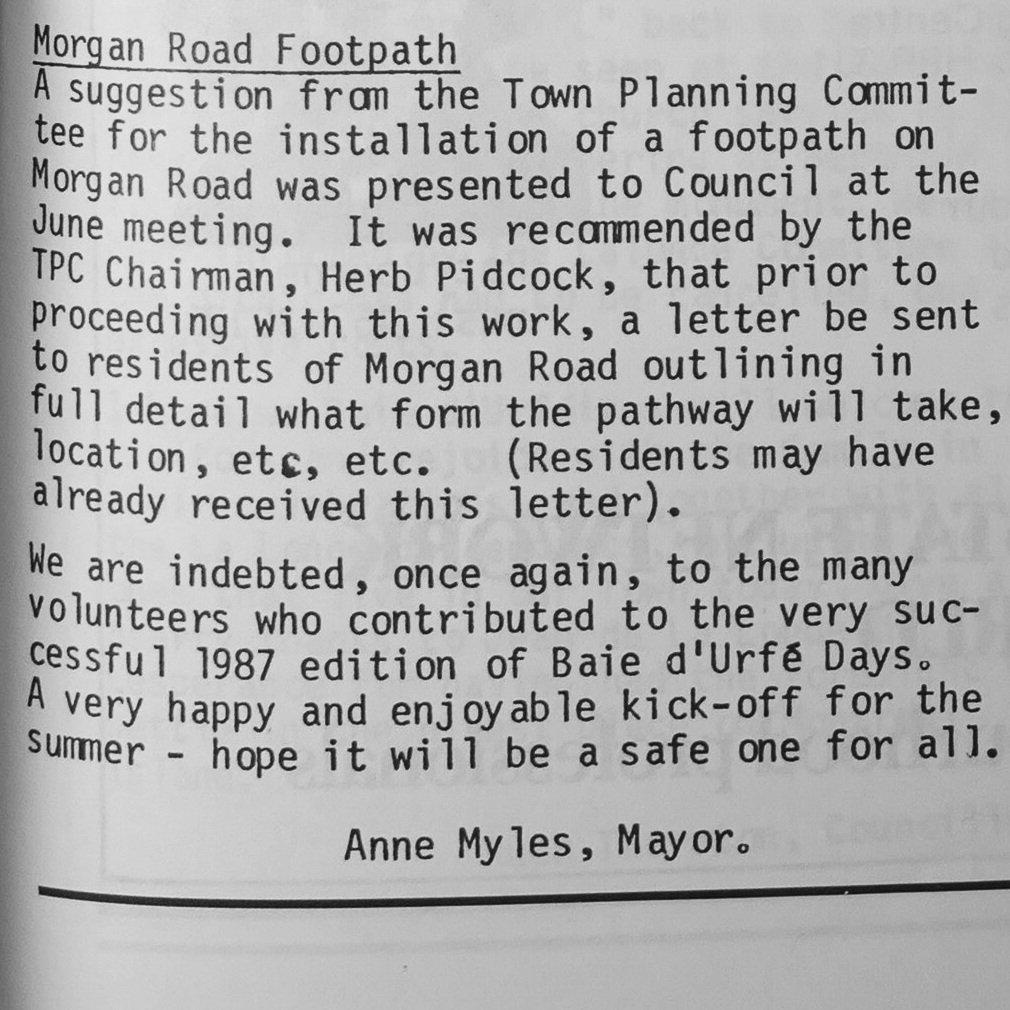 Morgan Road Footpath
A suggestion from the Town Planning Commit-
tee for the installation of a footpath on
Morgan Road was presented to Council at the
June meeting. It was recommended by the
TPC Chairman, Herb Pidcock, that prior to
proceeding with this work, a letter be sent
to residents of Morgan Road outlining in
full detail what form the pathway will take,
location, etc, etc. (Residents may have
already received this letter).
We are indebted, once again, to the many
volunteers who contributed to the very suc-
cessful 1987 edition of Baie d'Urfé Days.
A very happy and enjoyable kick-off for the
summer - hope it will be a safe one for all.
Anne Myles, Mayor.